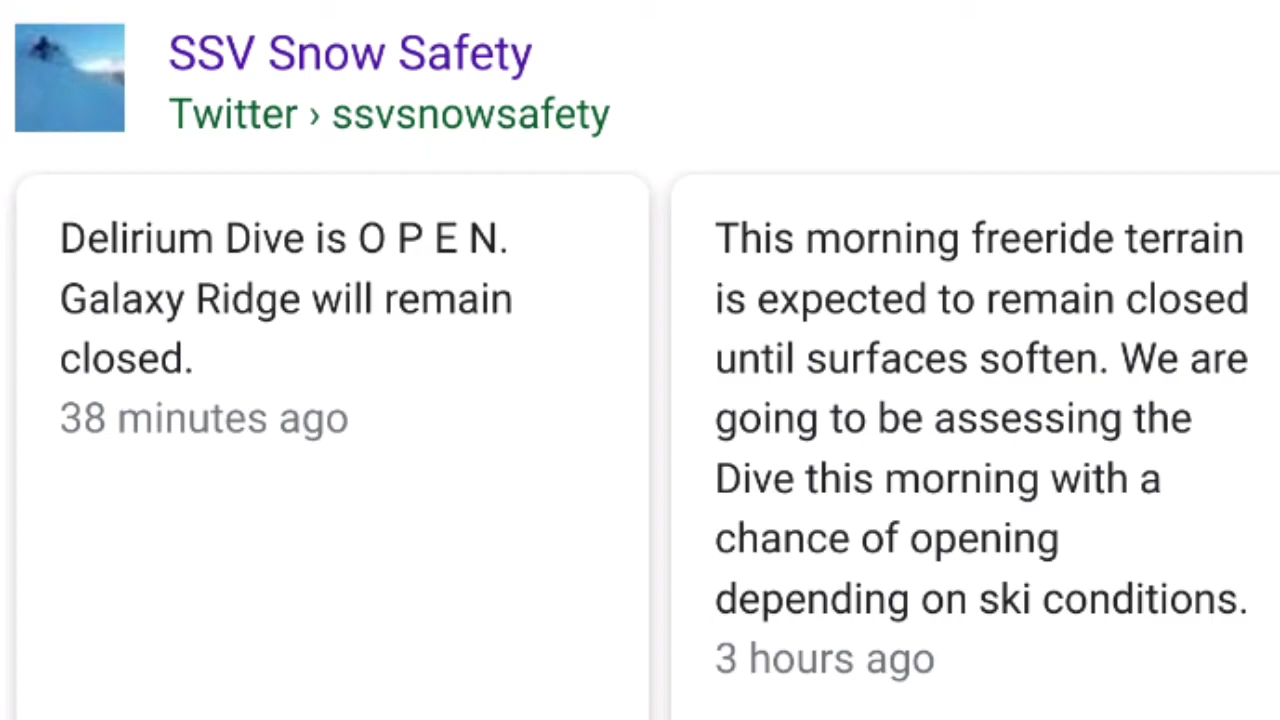 SSV Snow Safety
Twitter › ssvsnowsafety
Delirium Dive is O P E N.
Galaxy Ridge will remain
closed.
38 minutes ago
This morning freeride terrain
is expected to remain closed
until surfaces soften. We are
going to be assessing the
Dive this morning with a
chance of opening
depending on ski conditions.
3 hours ago